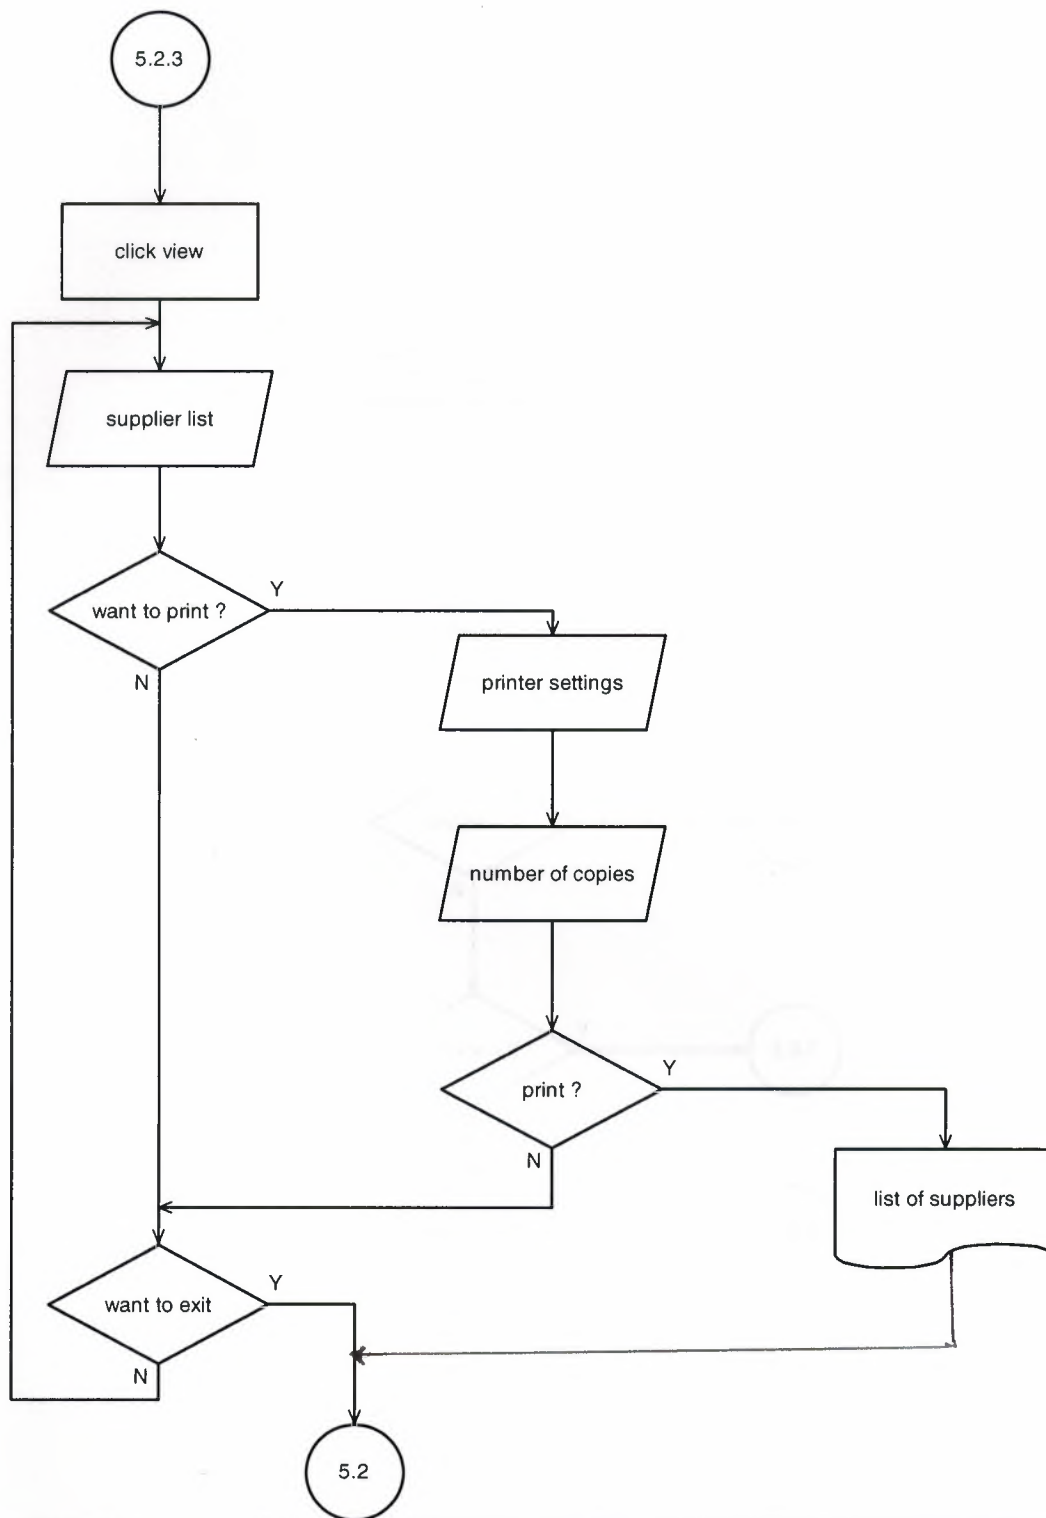 5.2.3
click view
supplier list
want to print ?
Y
N
printer settings
number of copies
print ?
Y
N
list of suppliers
want to exit
Y
N
5.2